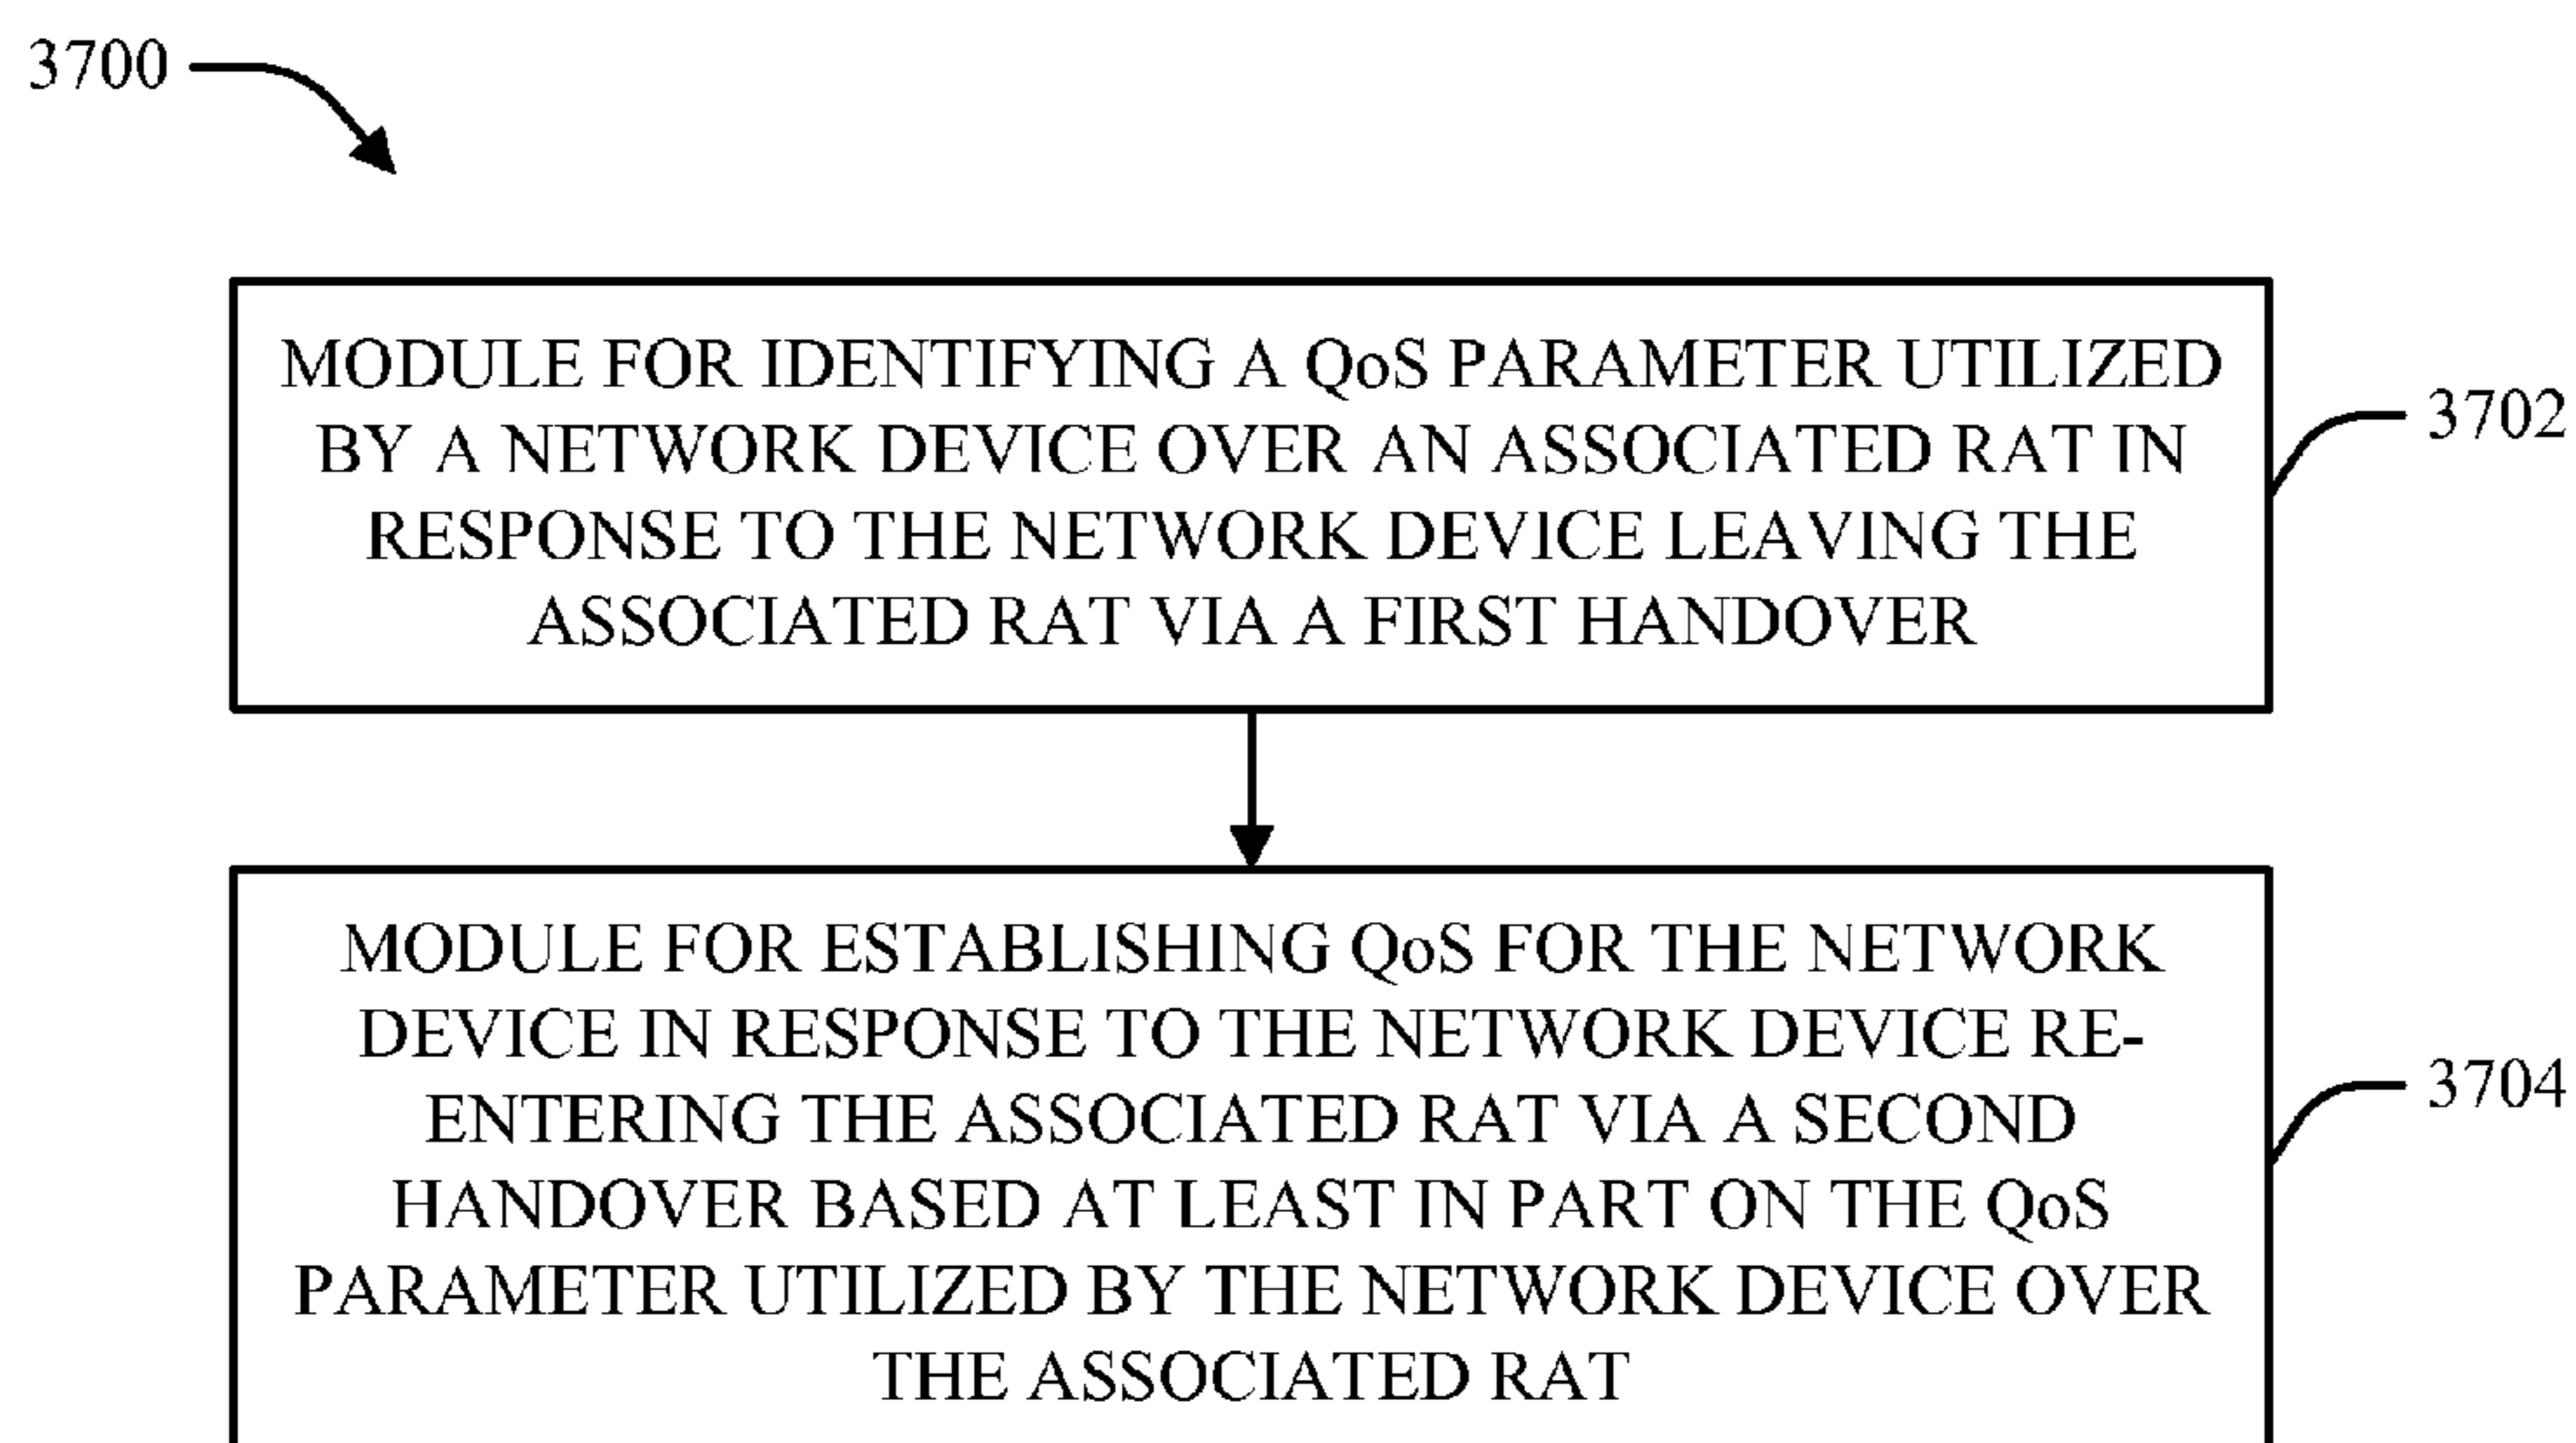 3700
MODULE FOR IDENTIFYING A QoS PARAMETER UTILIZED
BY A NETWORK DEVICE OVER AN ASSOCIATED RAT IN
RESPONSE TO THE NETWORK DEVICE LEAVING THE
ASSOCIATED RAT VIA A FIRST HANDOVER
3702
MODULE FOR ESTABLISHING QoS FOR THE NETWORK
DEVICE IN RESPONSE TO THE NETWORK DEVICE RE-
ENTERING THE ASSOCIATED RAT VIA A SECOND
HANDOVER BASED AT LEAST IN PART ON THE QoS
PARAMETER UTILIZED BY THE NETWORK DEVICE OVER
THE ASSOCIATED RAT
3704